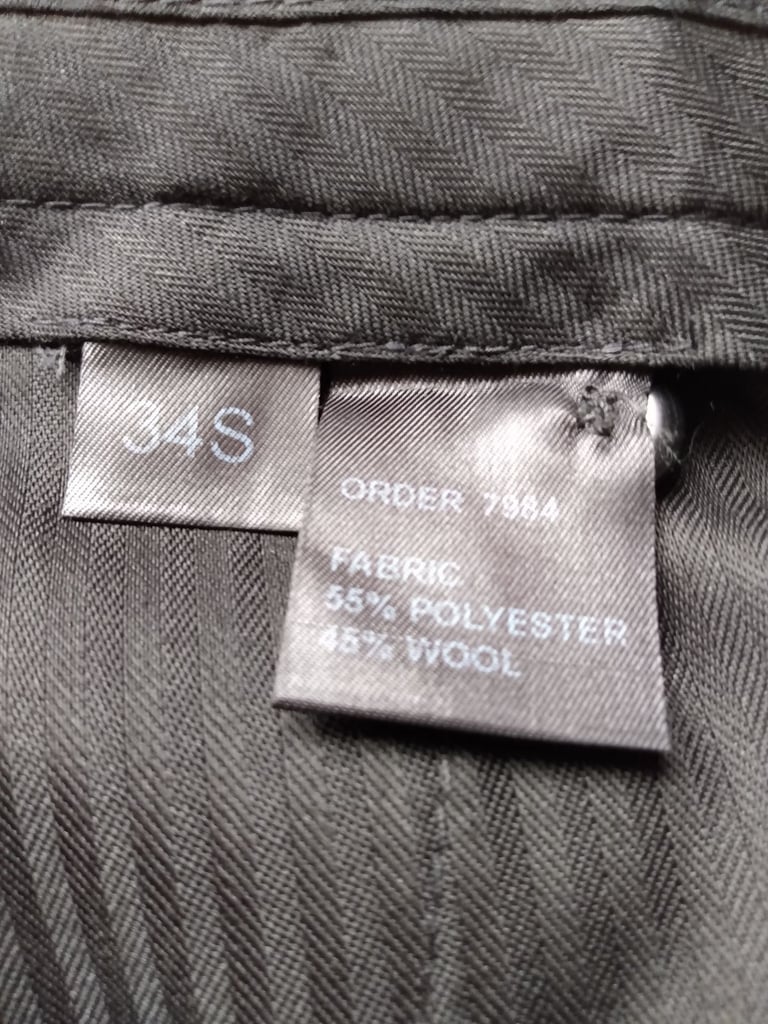 34S
ORDER 7984
FABRIC
55% POLYESTER
45% WOOL